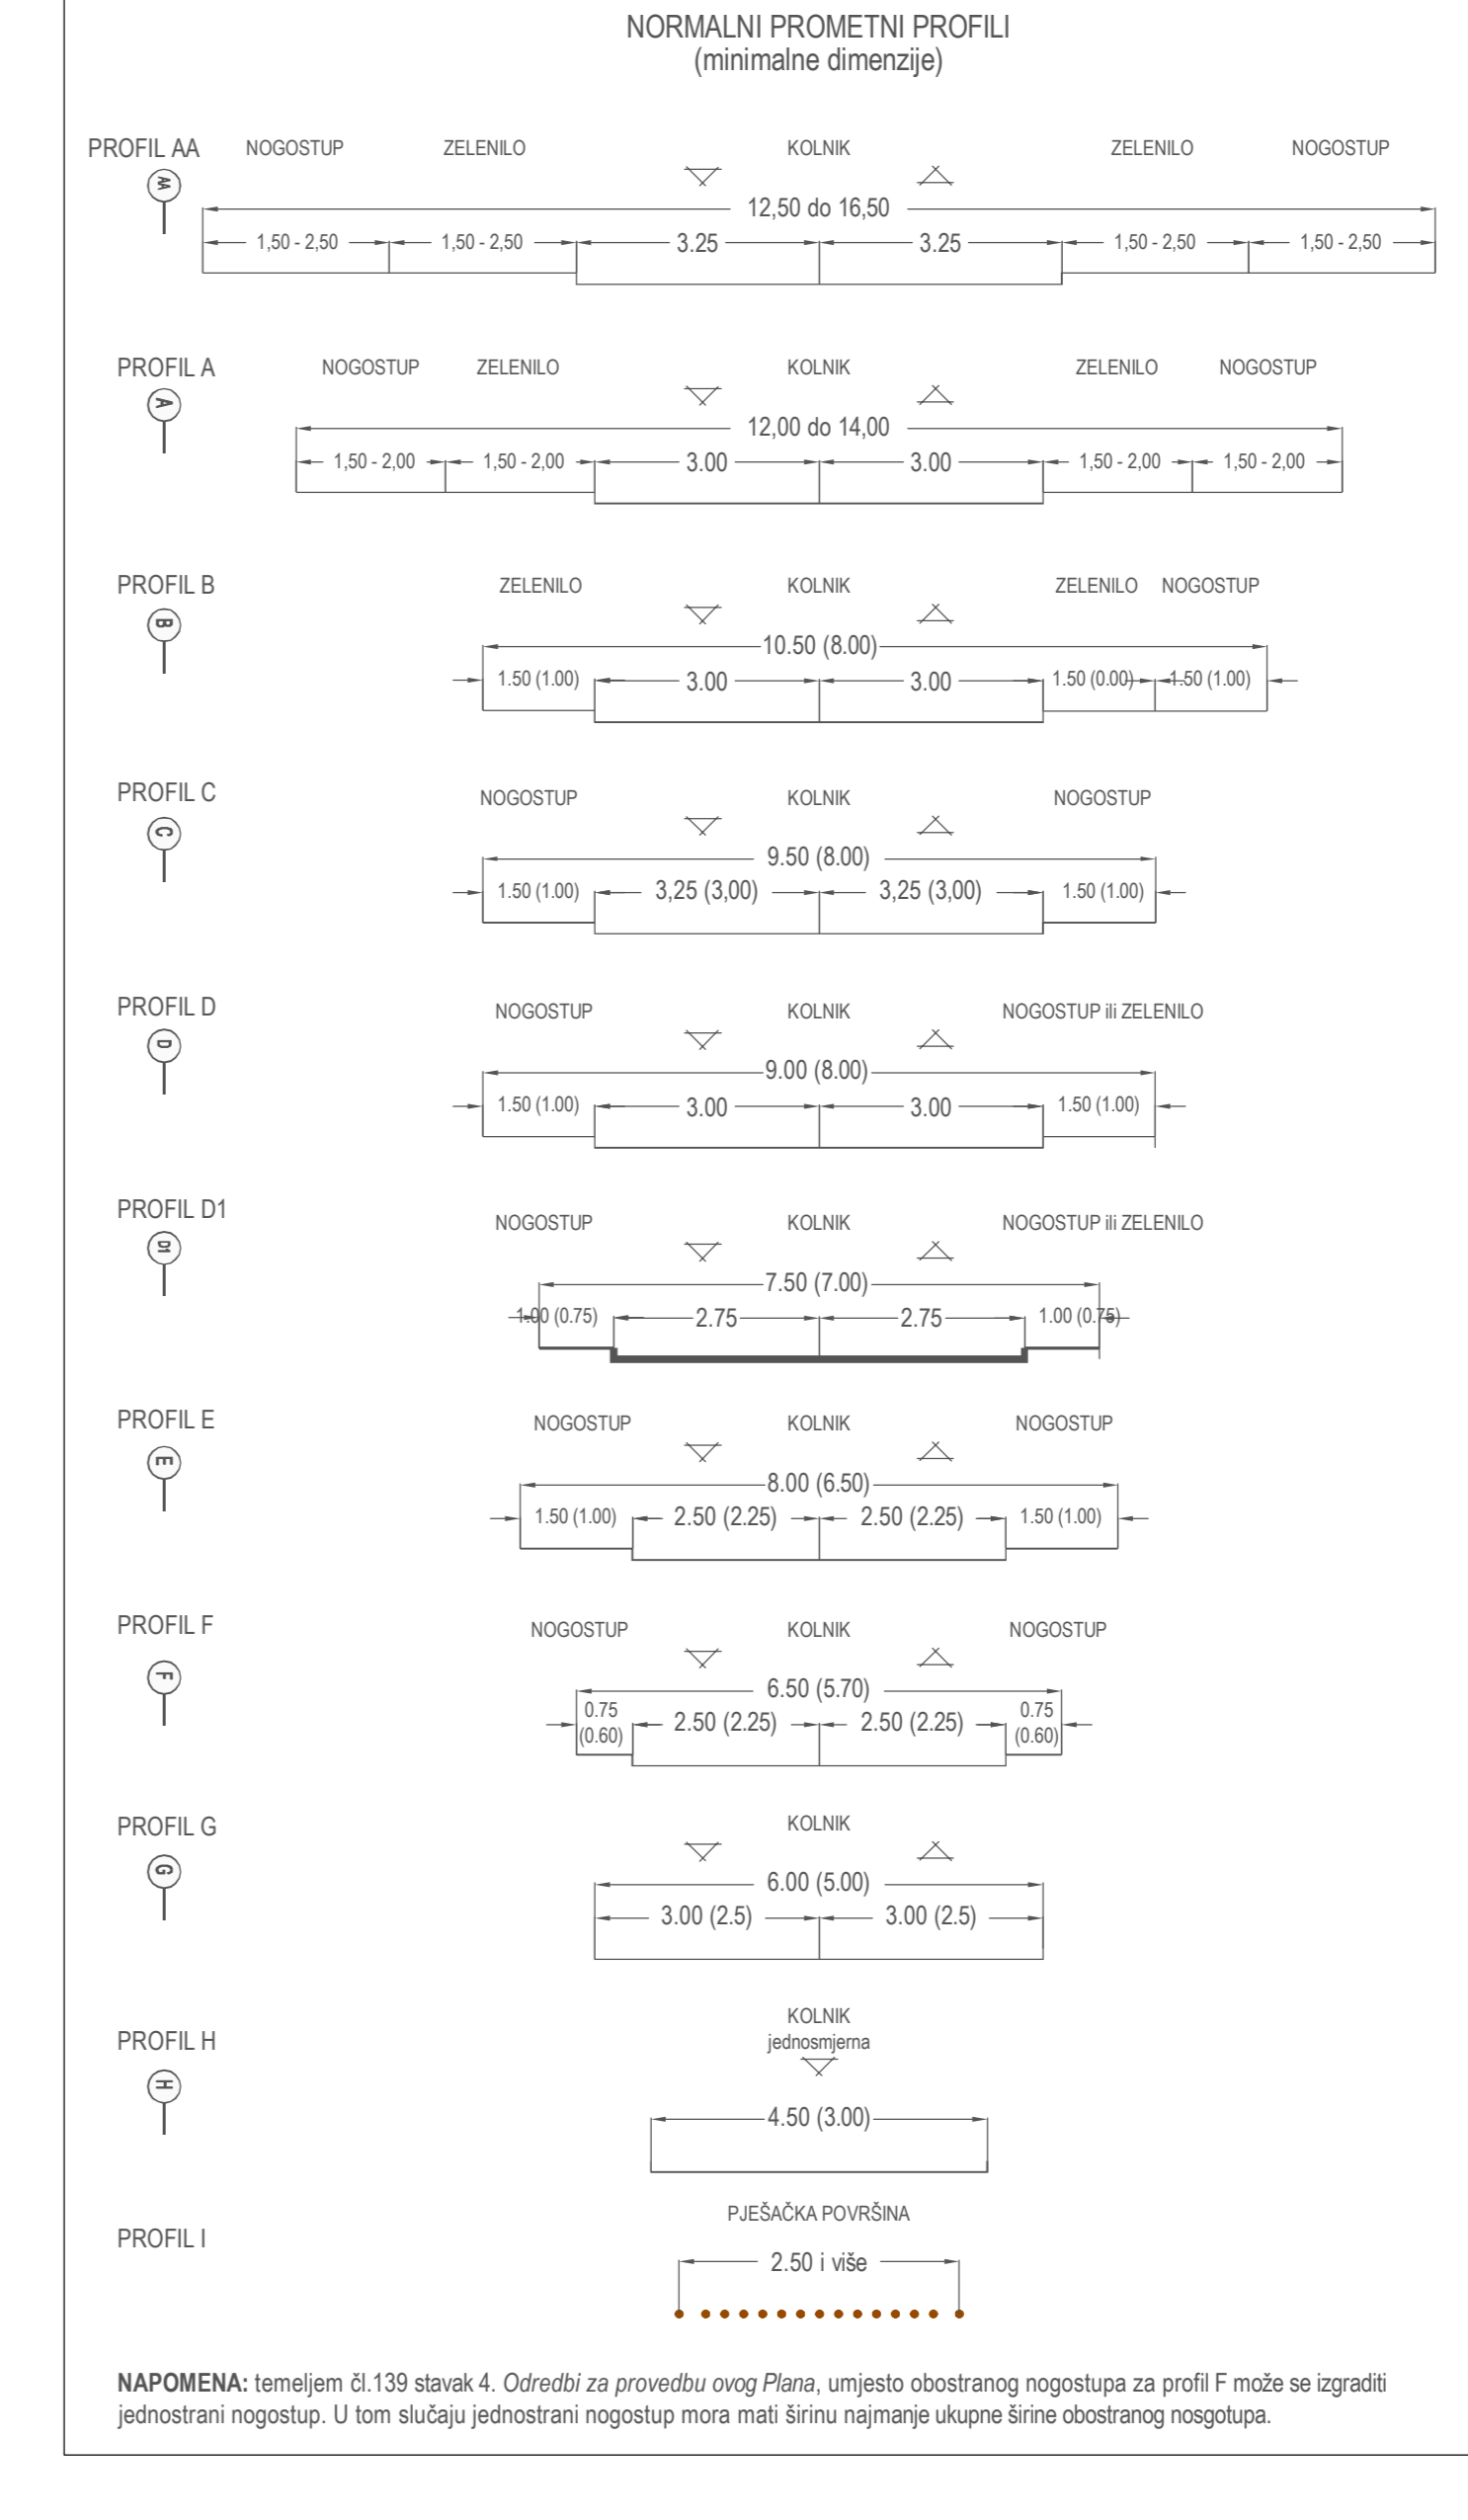 NORMALNI PROMETNI PROFILI
(minimalne dimenzije)
PROFIL AA NOGOSTUP ZELENILO KOLNIK ZELENILO NOGOSTUP
AA
12,50 do 16,50
1,50 - 2,50 1,50 - 2,50 3.25 3.25 1,50 - 2,50 1,50 - 2,50
PROFIL A NOGOSTUP ZELENILO KOLNIK ZELENILO NOGOSTUP
A
12,00 do 14,00
1,50 - 2,00 1,50 - 2,00 3.00 3.00 1,50 - 2,00 1,50 - 2,00
PROFIL B ZELENILO KOLNIK ZELENILO NOGOSTUP
B
10.50 (8.00)
1.50 (1.00) 3.00 3.00 1.50 (0.00) 1.50 (1.00)
PROFIL C NOGOSTUP KOLNIK NOGOSTUP
C
9.50 (8.00)
1.50 (1.00) 3,25 (3,00) 3,25 (3,00) 1.50 (1.00)
PROFIL D NOGOSTUP KOLNIK NOGOSTUP ili ZELENILO
D
9.00 (8.00)
1.50 (1.00) 3.00 3.00 1.50 (1.00)
PROFIL D1 NOGOSTUP KOLNIK NOGOSTUP ili ZELENILO
D1
7.50 (7.00)
1.00 (0.75) 2.75 2.75 1.00 (0.75)
PROFIL E NOGOSTUP KOLNIK NOGOSTUP
E
8.00 (6.50)
1.50 (1.00) 2.50 (2.25) 2.50 (2.25) 1.50 (1.00)
PROFIL F NOGOSTUP KOLNIK NOGOSTUP
F
6.50 (5.70)
0.75 (0.60) 2.50 (2.25) 2.50 (2.25) 0.75 (0.60)
PROFIL G KOLNIK
G
6.00 (5.00)
3.00 (2.5) 3.00 (2.5)
KOLNIK
PROFIL H jednosmjerna
H
4.50 (3.00)
PJEŠAČKA POVRŠINA
PROFIL I
2.50 i više
NAPOMENA: temeljem čl.139 stavak 4. Odredbi za provedbu ovog Plana, umjesto obostranog nogostupa za profil F može se izgraditi
jednostrani nogostup. U tom slučaju jednostrani nogostup mora mati širinu najmanje ukupne širine obostranog nosgotupa.